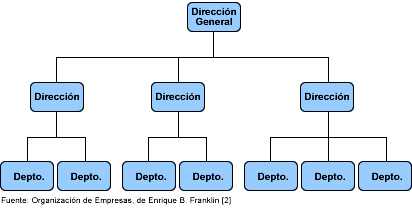 Dirección
General
Dirección Dirección Dirección
Depto. Depto. Depto. Depto. Depto. Depto. Depto.
Fuente: Organización de Empresas, de Enrique B. Franklin [2]